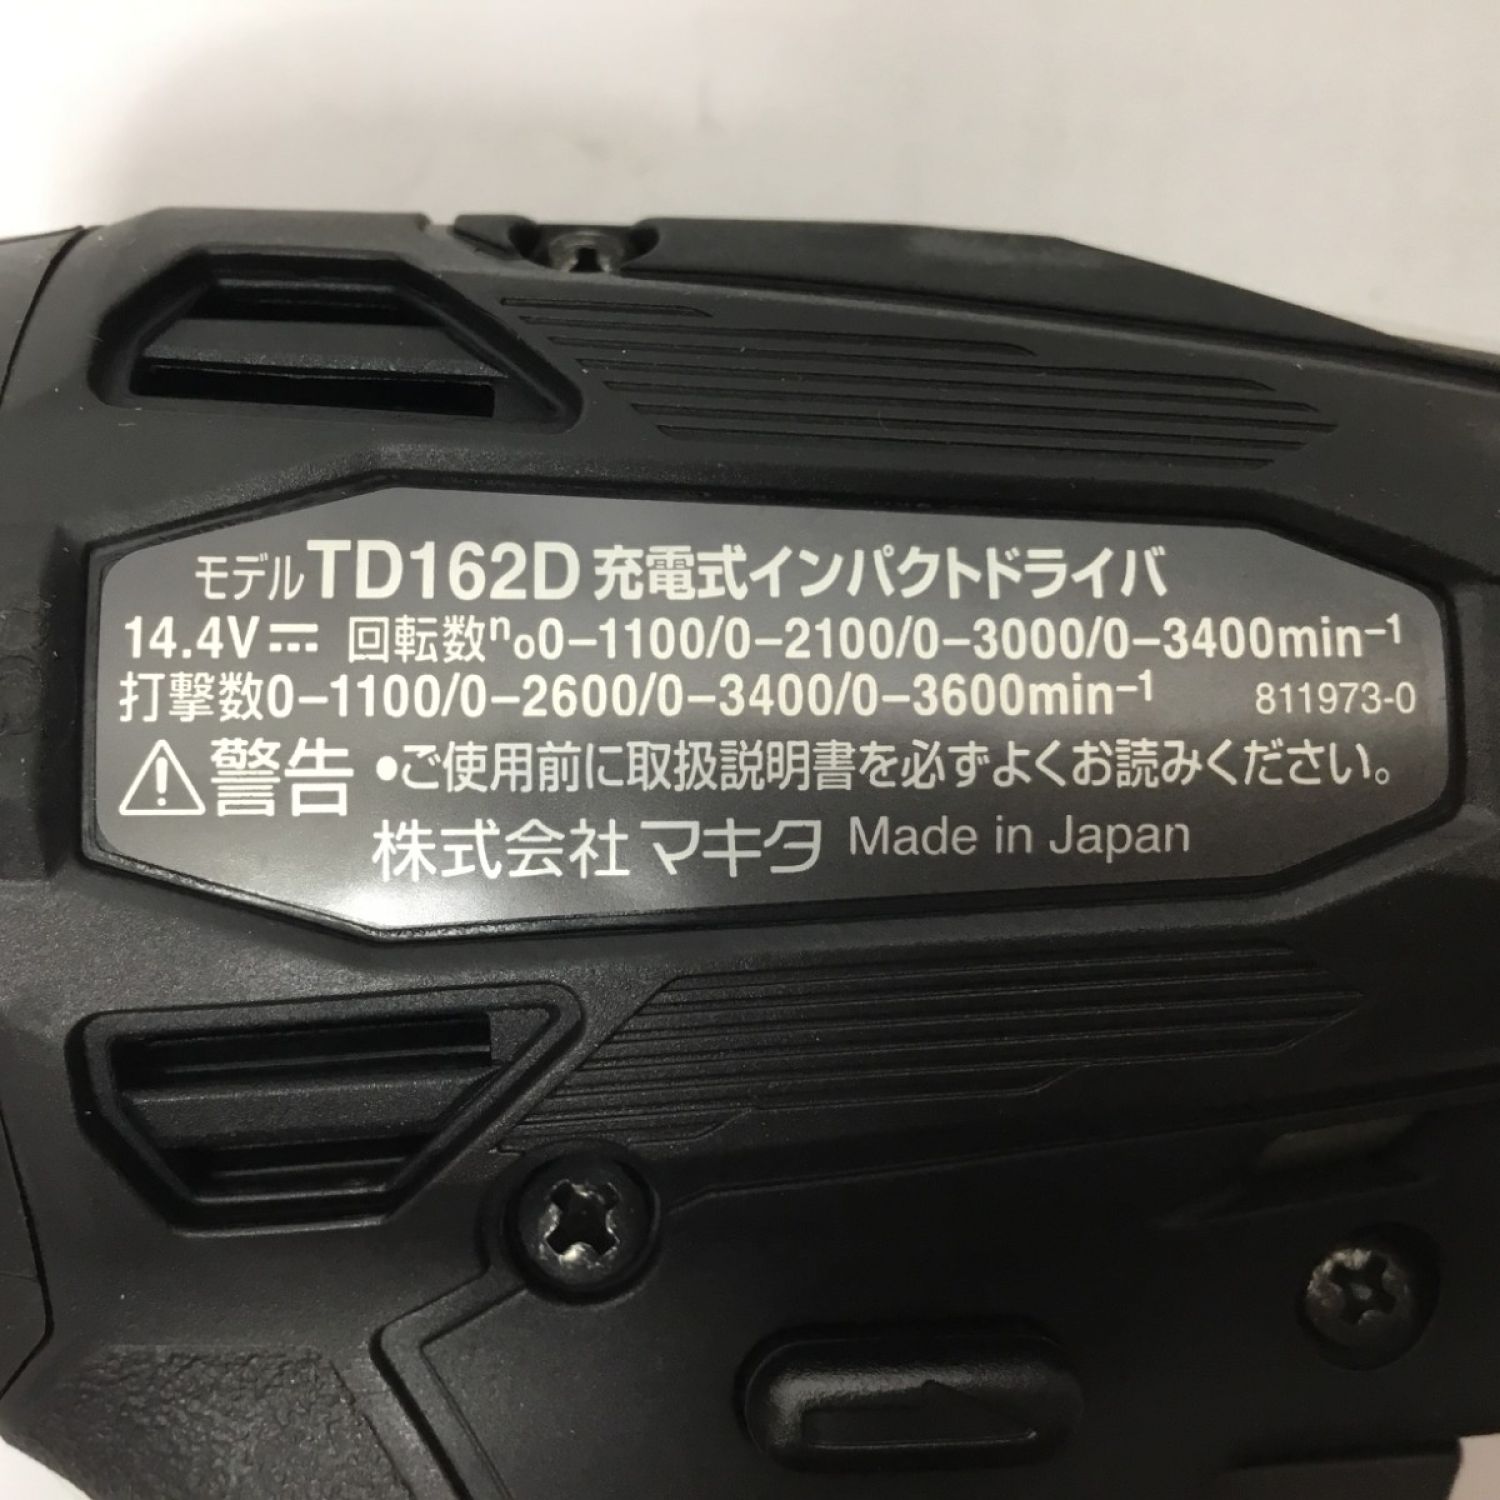 モデルTD162D 充電式インパクトドライバ
14.4V⎓ 回転数n₀0-1100/0-2100/0-3000/0-3400min⁻¹
打撃数0-1100/0-2600/0-3400/0-3600min⁻¹ 811973-0
⚠警告 ●ご使用前に取扱説明書を必ずよくお読みください。
株式会社マキタ Made in Japan